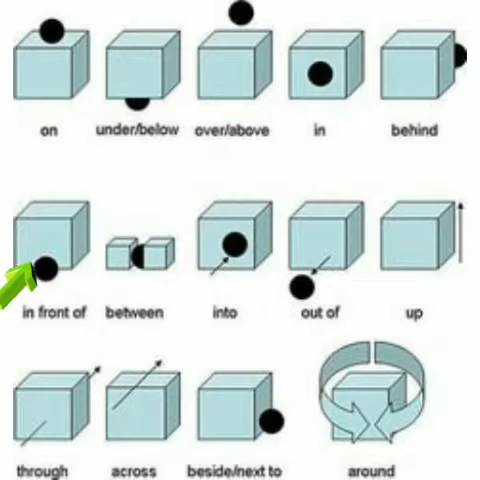 on under/below over/above in behind
in front of between into out of up
through across beside/next to around